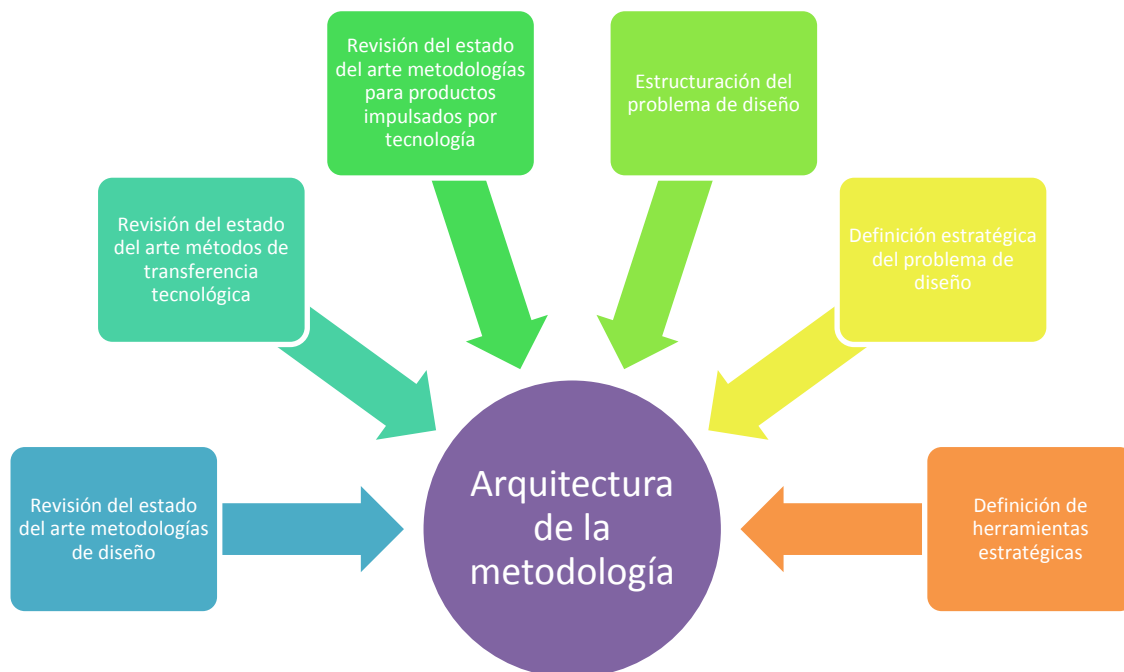 Revisión del estado
del arte metodologías
para productos
impulsados por
tecnología
Estructuración del
problema de diseño
Revisión del estado
del arte métodos de
transferencia
tecnológica
Definición estratégica
del problema de
diseño
Revisión del estado
del arte metodologías
de diseño
Arquitectura
de la
metodología
Definición de
herramientas
estratégicas